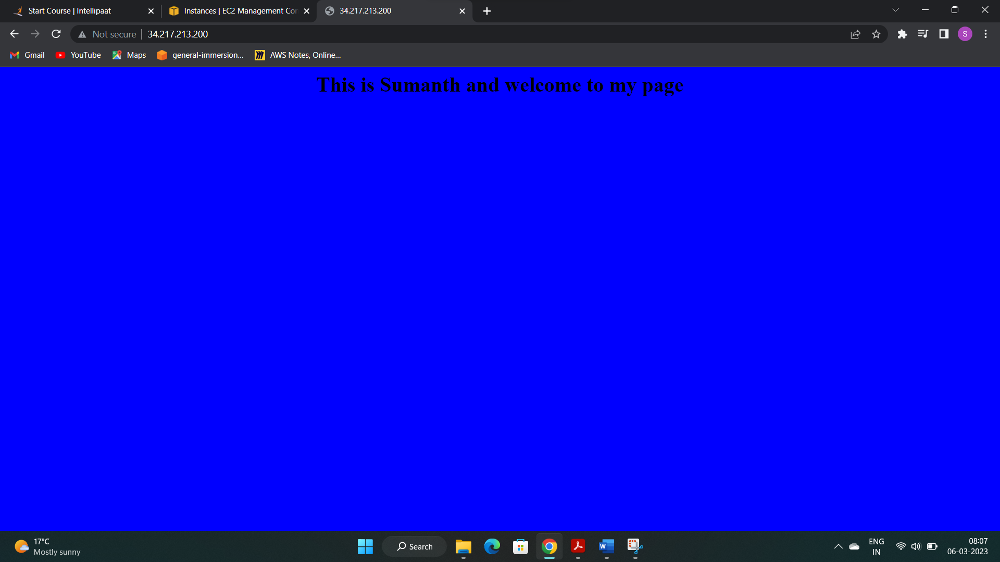 Start Course | Intellipaat
Instances | EC2 Management Con
34.217.213.200
Not secure | 34.217.213.200
S
Gmail
YouTube
Maps
general-immersion...
AWS Notes, Online...
This is Sumanth and welcome to my page
17°C
Mostly sunny
Search
W
ENG
IN
08:07
06-03-2023